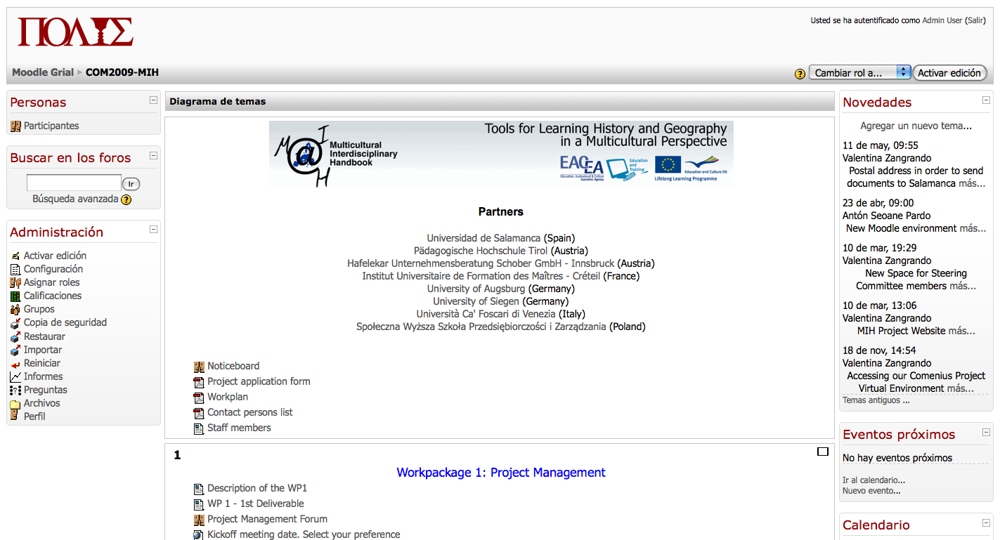 ΠΟΛΙΣ
Usted se ha autentificado como Admin User (Salir)
Moodle Grial ► COM2009-MIH
Cambiar rol a...
Activar edición
Personas
Participantes
Buscar en los foros
Ir
Búsqueda avanzada
Administración
Activar edición
Configuración
Asignar roles
Calificaciones
Grupos
Copia de seguridad
Restaurar
Importar
Reiniciar
Informes
Preguntas
Archivos
Perfil
Diagrama de temas
M@IH
Multicultural
Interdisciplinary
Handbook
Tools for Learning History and Geography
in a Multicultural Perspective
EACEA
Education, Audiovisual & Culture
Executive Agency
Education
and
Training
Education and Culture DG
Lifelong Learning Programme
Partners
Universidad de Salamanca (Spain)
Pädagogische Hochschule Tirol (Austria)
Hafelekar Unternehmensberatung Schober GmbH - Innsbruck (Austria)
Institut Universitaire de Formation des Maîtres - Créteil (France)
University of Augsburg (Germany)
University of Siegen (Germany)
Università Ca' Foscari di Venezia (Italy)
Społeczna Wyższa Szkoła Przedsiębiorczości i Zarządzania (Poland)
Noticeboard
Project application form
Workplan
Contact persons list
Staff members
1
Workpackage 1: Project Management
Description of the WP1
WP 1 - 1st Deliverable
Project Management Forum
Kickoff meeting date. Select your preference
Novedades
Agregar un nuevo tema...
11 de may, 09:55
Valentina Zangrando
Postal address in order to send
documents to Salamanca más...
23 de abr, 09:00
Antón Seoane Pardo
New Moodle environment más...
10 de mar, 19:29
Valentina Zangrando
New Space for Steering
Committee members más...
10 de mar, 13:06
Valentina Zangrando
MIH Project Website más...
18 de nov, 14:54
Valentina Zangrando
Accessing our Comenius Project
Virtual Environment más...
Temas antiguos ...
Eventos próximos
No hay eventos próximos
Ir al calendario...
Nuevo evento...
Calendario